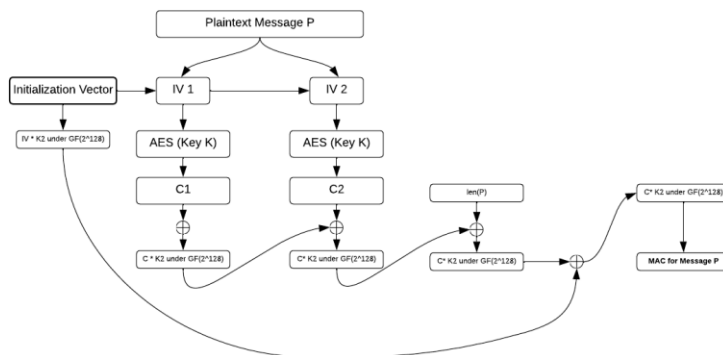 Plaintext Message P
Initialization Vector
IV 1
IV 2
IV * K2 under GF(2^128)
AES (Key K)
AES (Key K)
C1
C2
len(P)
C* K2 under GF(2^128)
C * K2 under GF(2^128)
C* K2 under GF(2^128)
C* K2 under GF(2^128)
MAC for Message P